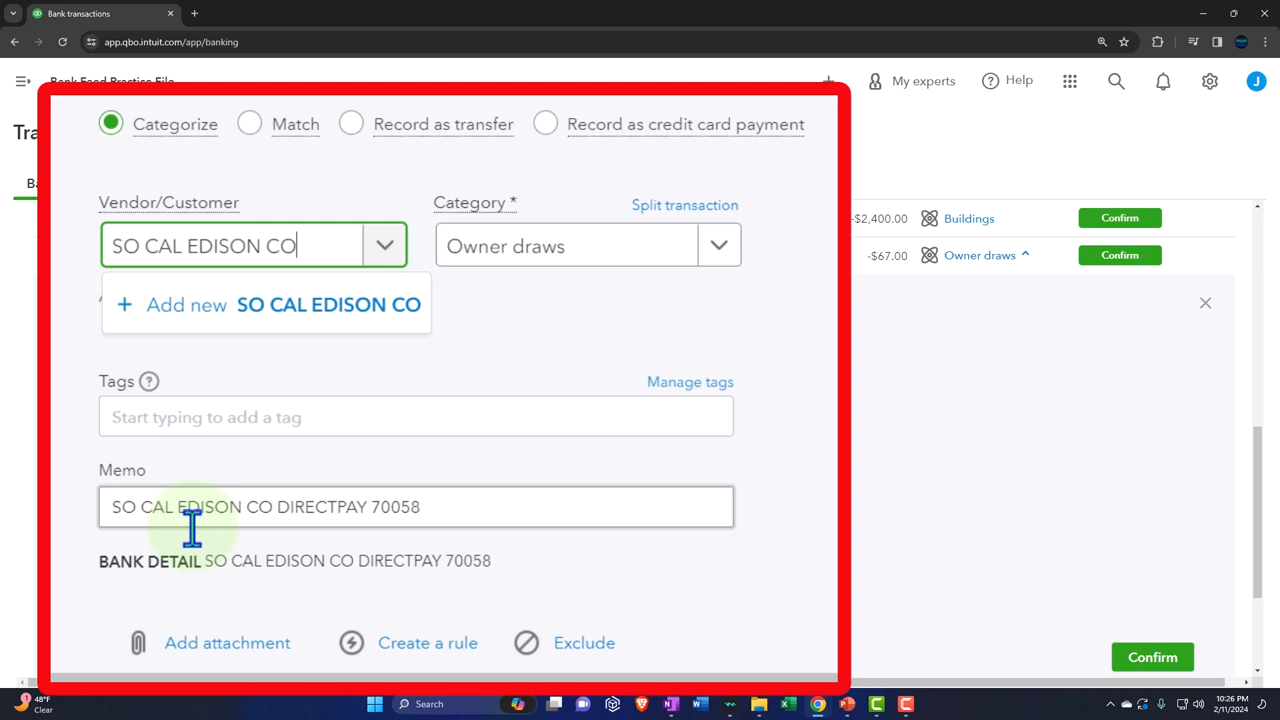 Bank transactions
app.qbo.intuit.com/app/banking
Bank Feed Practice File
My experts
Help
J
Tra
Ba
Categorize
Match
Record as transfer
Record as credit card payment
Vendor/Customer
Category *
Split transaction
SO CAL EDISON CO
Owner draws
+ Add new SO CAL EDISON CO
Tags ?
Manage tags
Start typing to add a tag
Memo
SO CAL EDISON CO DIRECTPAY 70058
BANK DETAIL SO CAL EDISON CO DIRECTPAY 70058
Add attachment
Create a rule
Exclude
-$2,400.00
Buildings
Confirm
-$67.00
Owner draws
Confirm
Confirm
48°F
Clear
Search
10:26 PM
2/11/2024